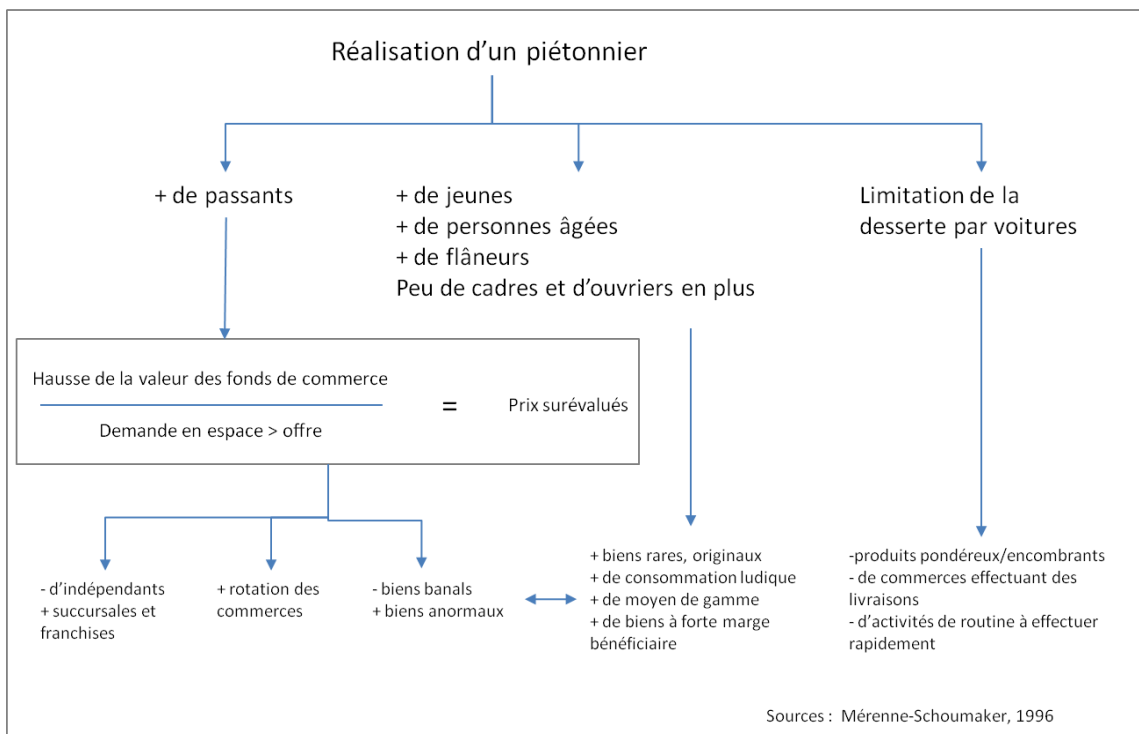 Réalisation d'un piétonnier
+ de passants
+ de jeunes
+ de personnes âgées
+ de flâneurs
Peu de cadres et d'ouvriers en plus
Limitation de la
desserte par voitures
Hausse de la valeur des fonds de commerce
Demande en espace > offre
=
Prix surévalués
- d'indépendants
+ succursales et
franchises
+ rotation des
commerces
- biens banals
+ biens anormaux
+ biens rares, originaux
+ de consommation ludique
+ de moyen de gamme
+ de biens à forte marge
bénéficiaire
-produits pondéreux/encombrants
- de commerces effectuant des
livraisons
- d'activités de routine à effectuer
rapidement
Sources : Mérenne-Schoumaker, 1996